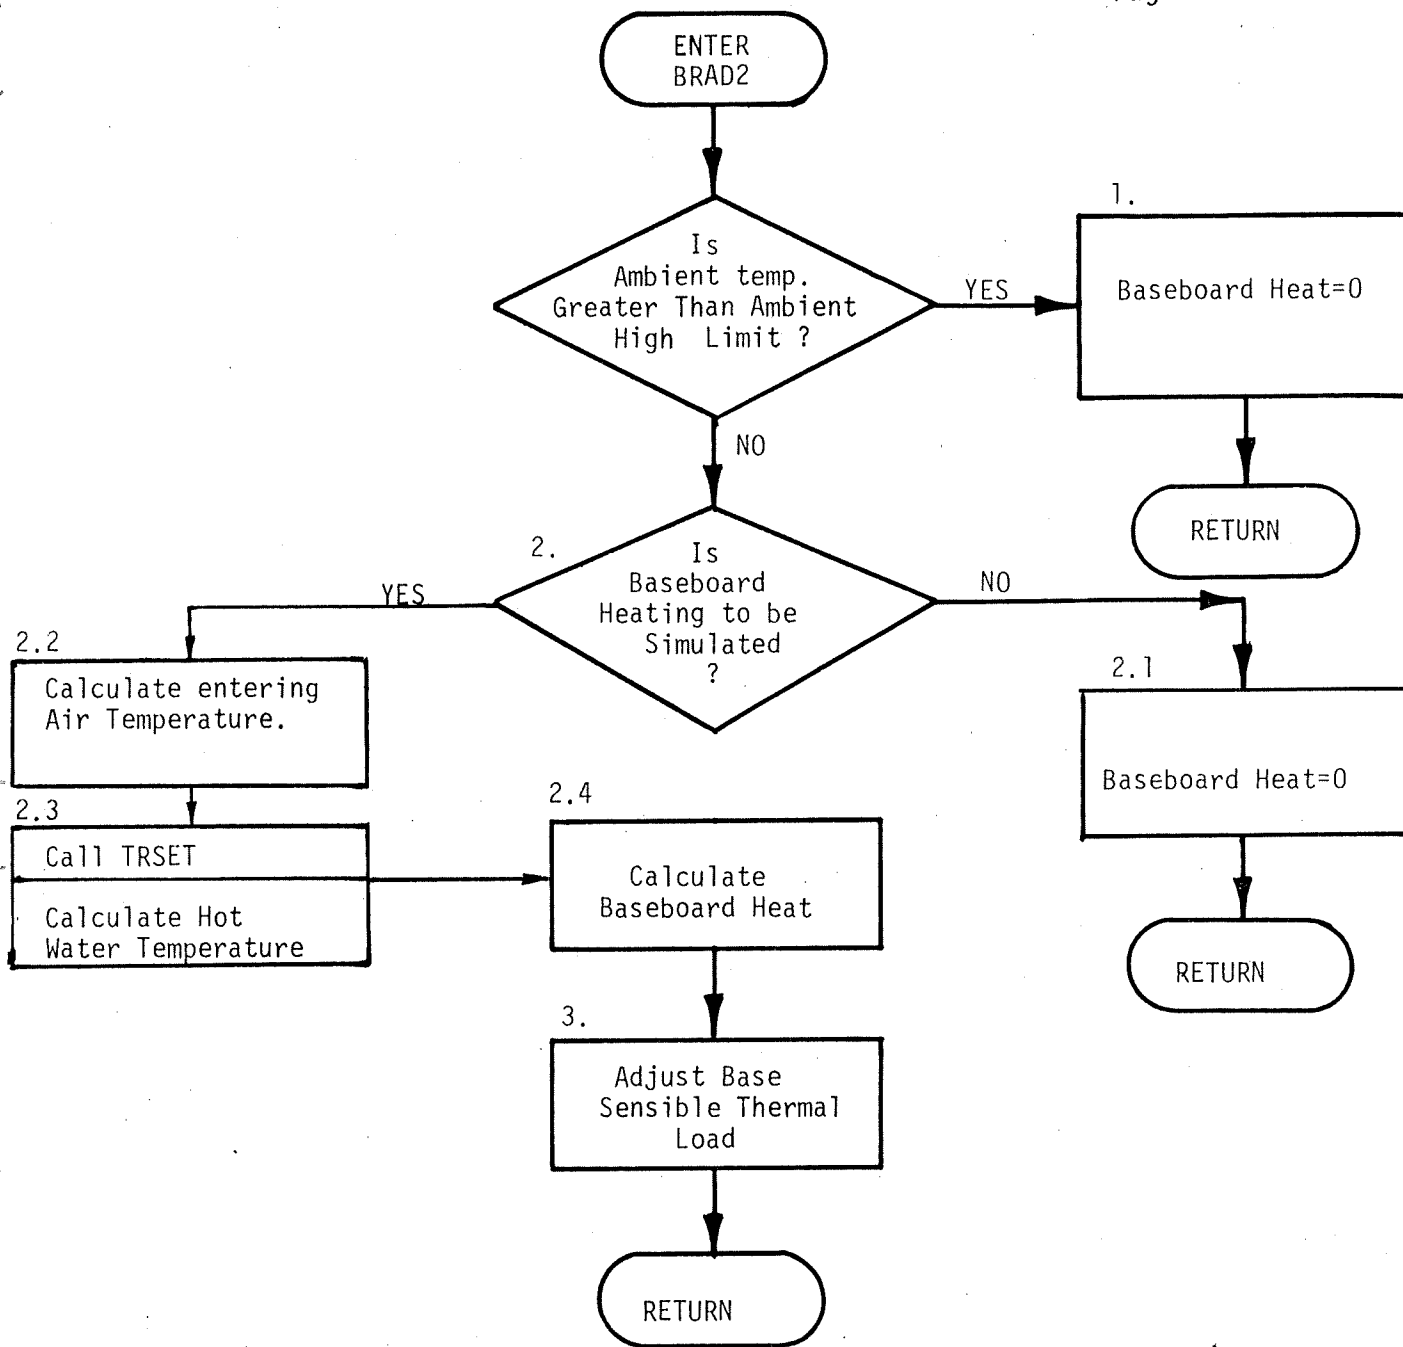 ENTER
BRAD2
1.
Is
Ambient temp.
Greater Than Ambient
High Limit ?
YES
Baseboard Heat=0
NO
RETURN
2.
Is
Baseboard
Heating to be
Simulated
?
YES
NO
2.2
Calculate entering
Air Temperature.
2.1
Baseboard Heat=0
2.3
Call TRSET
Calculate Hot
Water Temperature
2.4
Calculate
Baseboard Heat
RETURN
3.
Adjust Base
Sensible Thermal
Load
RETURN